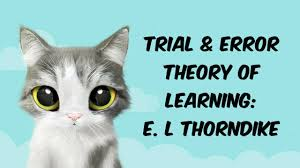 TRIAL & ERROR
THEORY OF
LEARNING:
E. L THORNDIKE